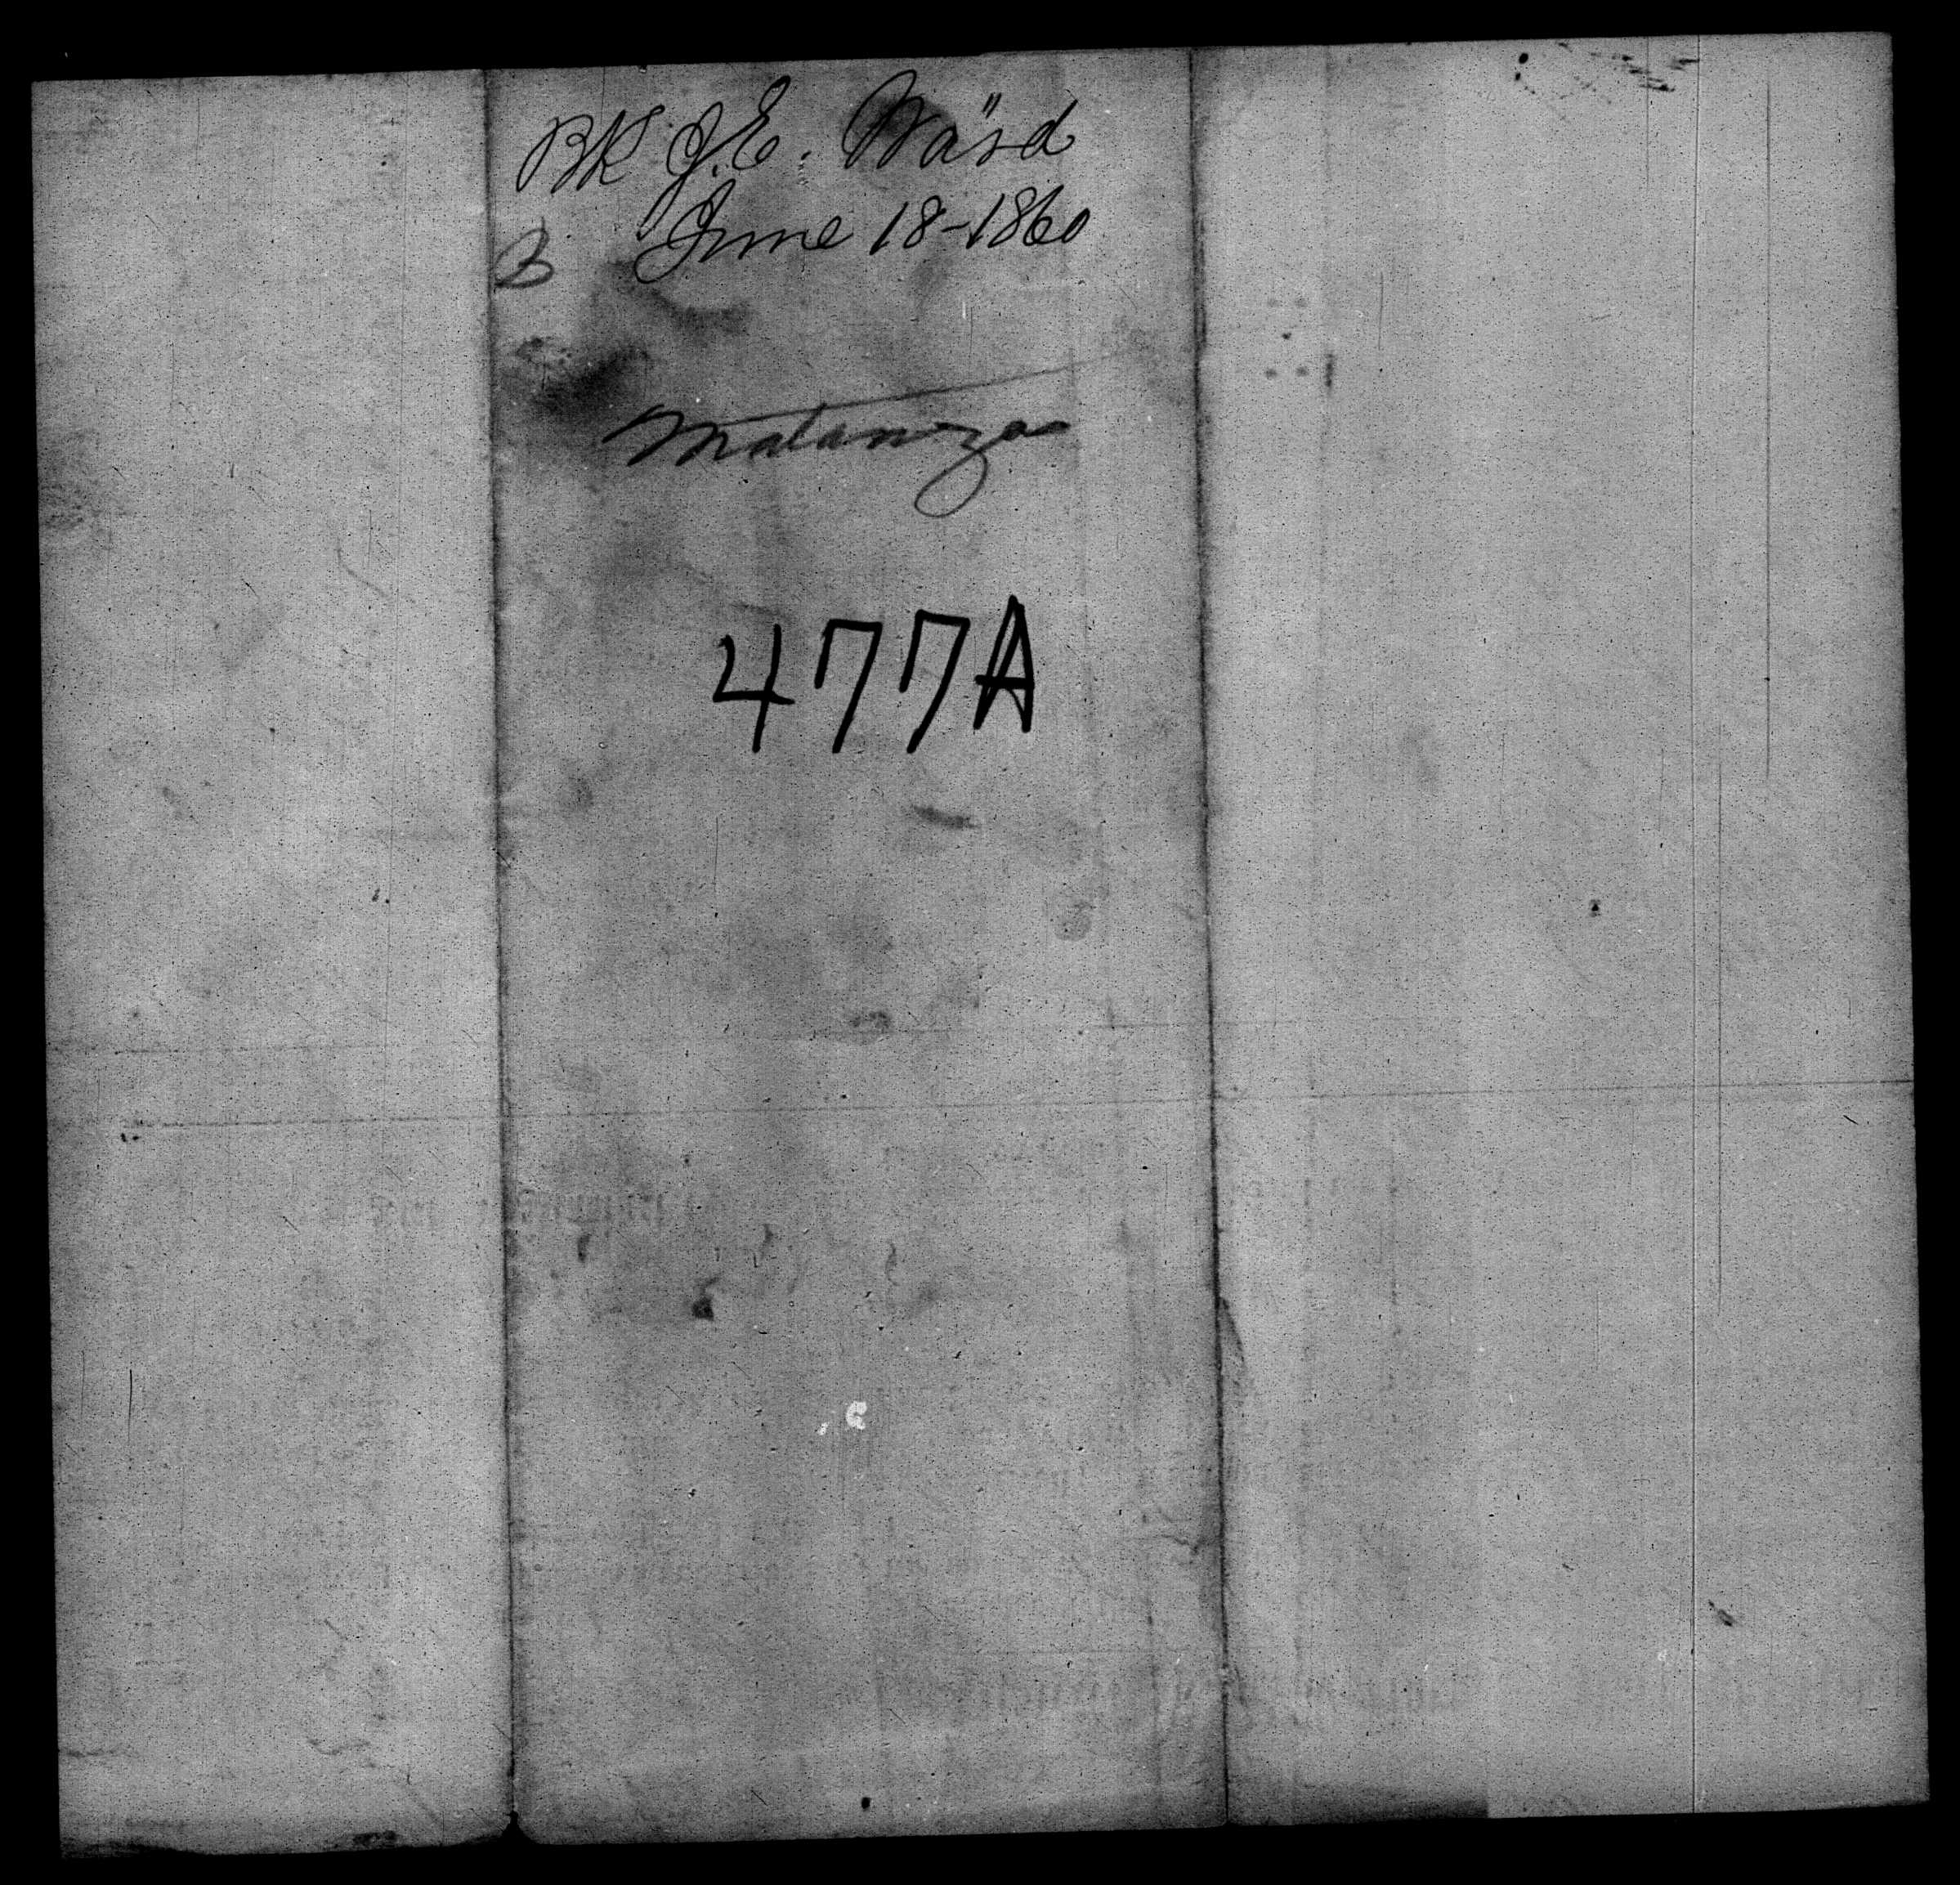 BK J.E. Ward
June 18-1860
B
Matanzas
477A